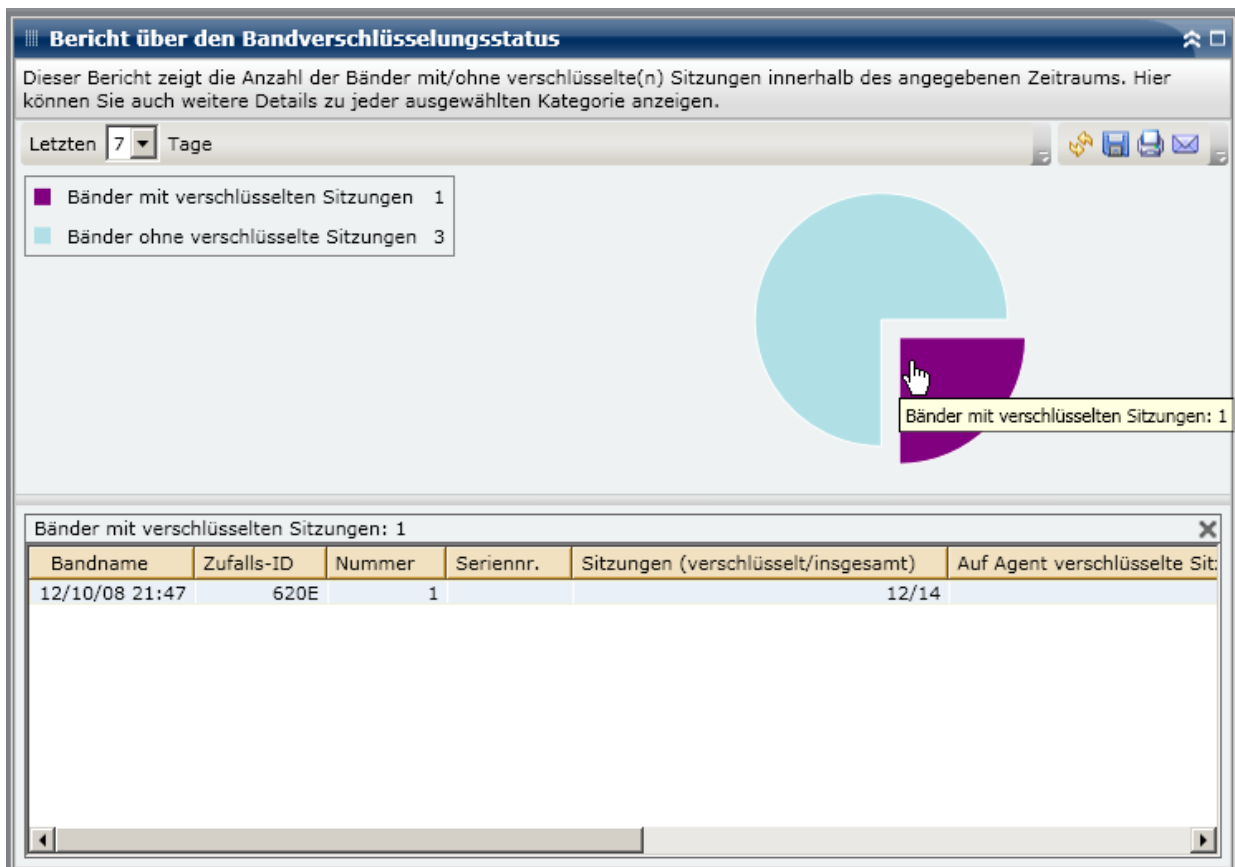 Bericht über den Bandverschlüsselungsstatus
Dieser Bericht zeigt die Anzahl der Bänder mit/ohne verschlüsselte(n) Sitzungen innerhalb des angegebenen Zeitraums. Hier
können Sie auch weitere Details zu jeder ausgewählten Kategorie anzeigen.
Letzten 7 Tage
Bänder mit verschlüsselten Sitzungen 1
Bänder ohne verschlüsselte Sitzungen 3
Bänder mit verschlüsselten Sitzungen: 1
Bänder mit verschlüsselten Sitzungen: 1
Bandname Zufalls-ID Nummer Seriennr. Sitzungen (verschlüsselt/insgesamt) Auf Agent verschlüsselte
12/10/08 21:47 620E 1 12/14